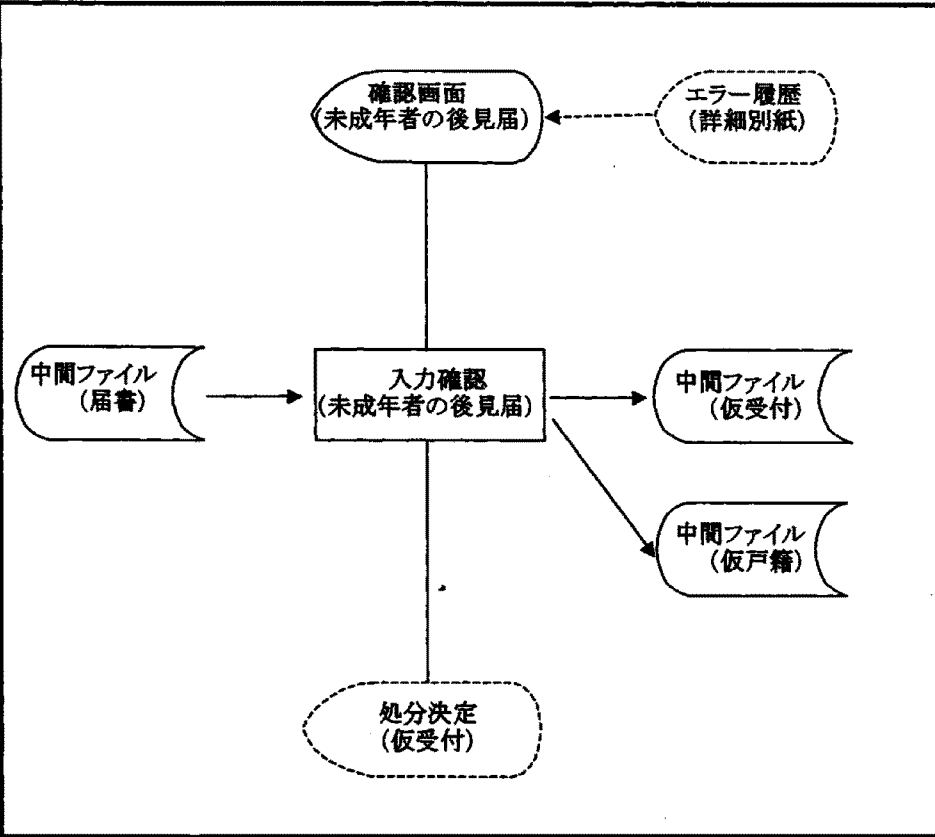 確認画面
(未成年者の後見届)
エラー履歴
(詳細別紙)
中間ファイル
(届書)
入力確認
(未成年者の後見届)
中間ファイル
(仮受付)
中間ファイル
(仮戸籍)
処分決定
(仮受付)